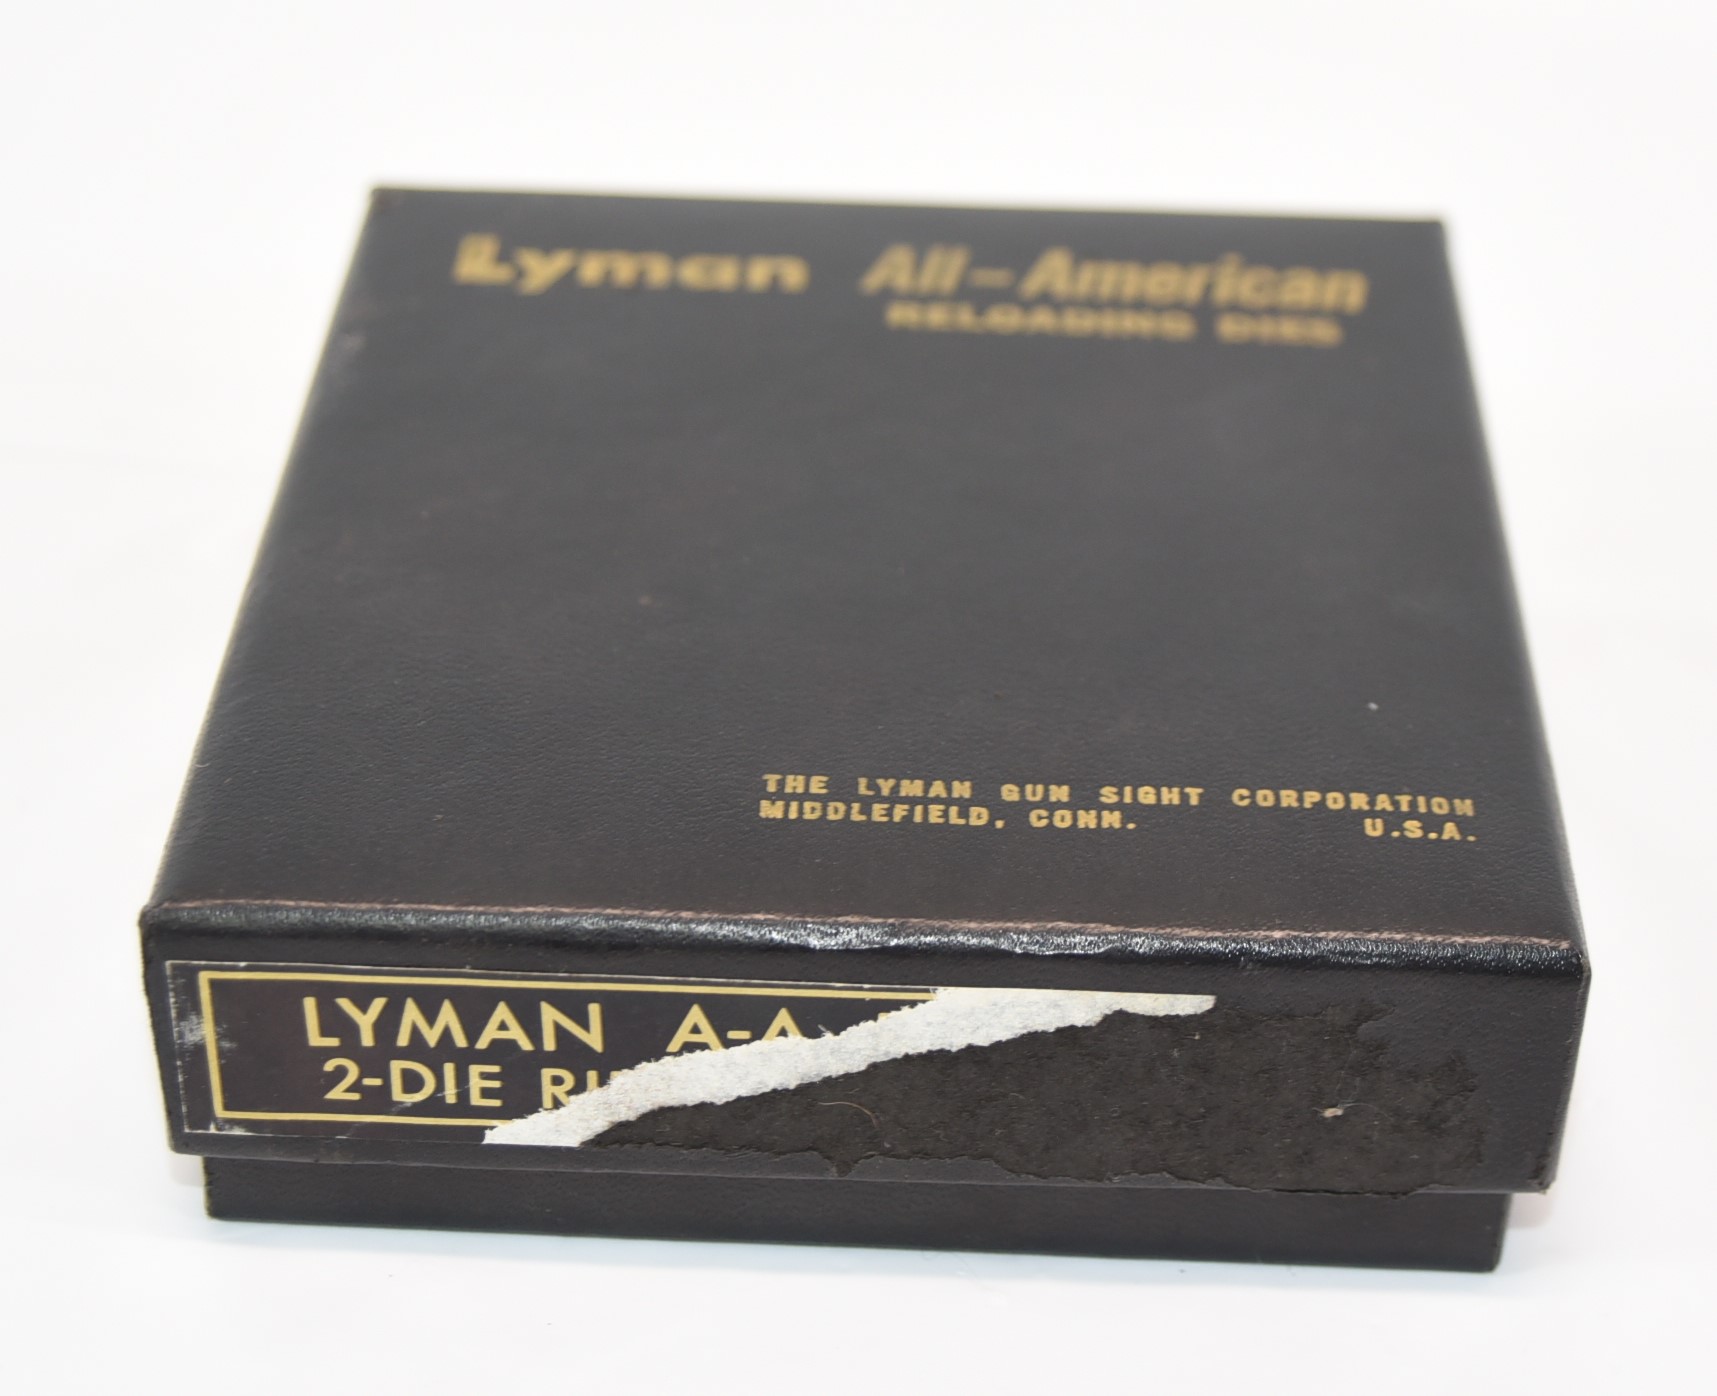 Lyman All-American
RELOADING DIES
THE LYMAN GUN SIGHT CORPORATION
MIDDLEFIELD, CONN. U.S.A.
LYMAN A-A
2-DIE